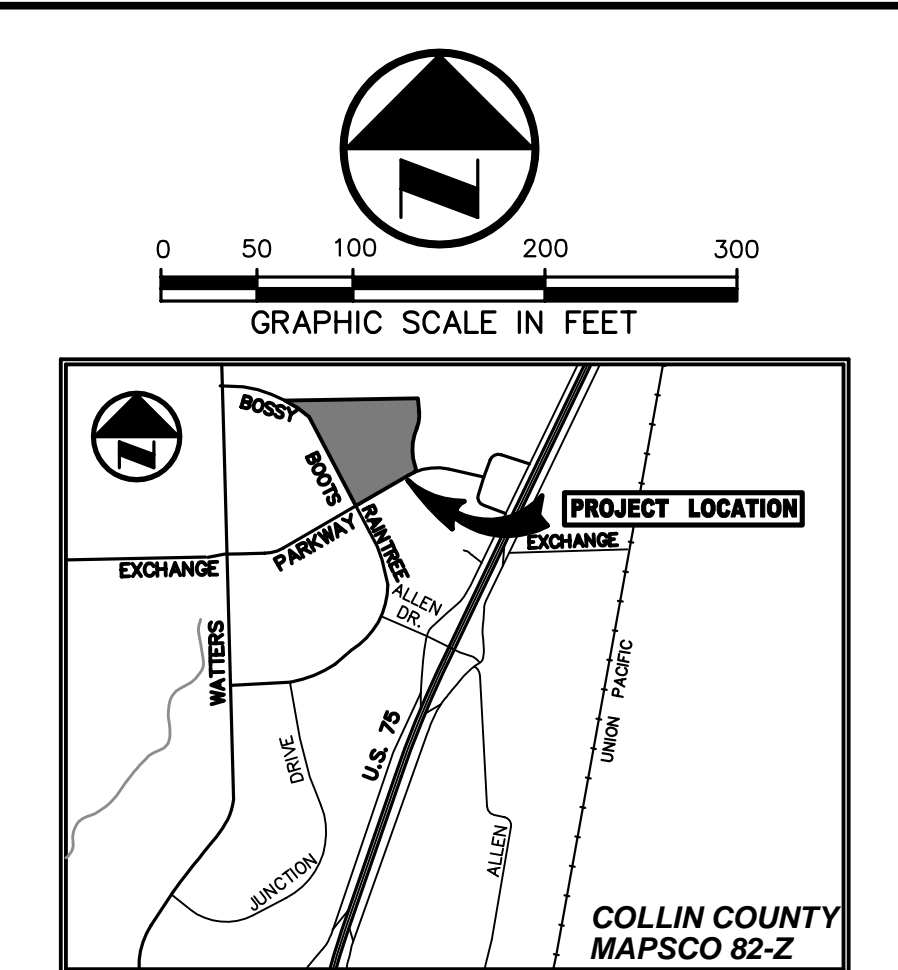 N
0 50 100 200 300
GRAPHIC SCALE IN FEET
N
BOSSY
BOOTS
PROJECT LOCATION
RAINTREE
PARKWAY
EXCHANGE
EXCHANGE
ALLEN
DR.
WATTERS
UNION PACIFIC
U.S. 75
DRIVE
ALLEN
JUNCTION
COLLIN COUNTY
MAPSCO 82-Z